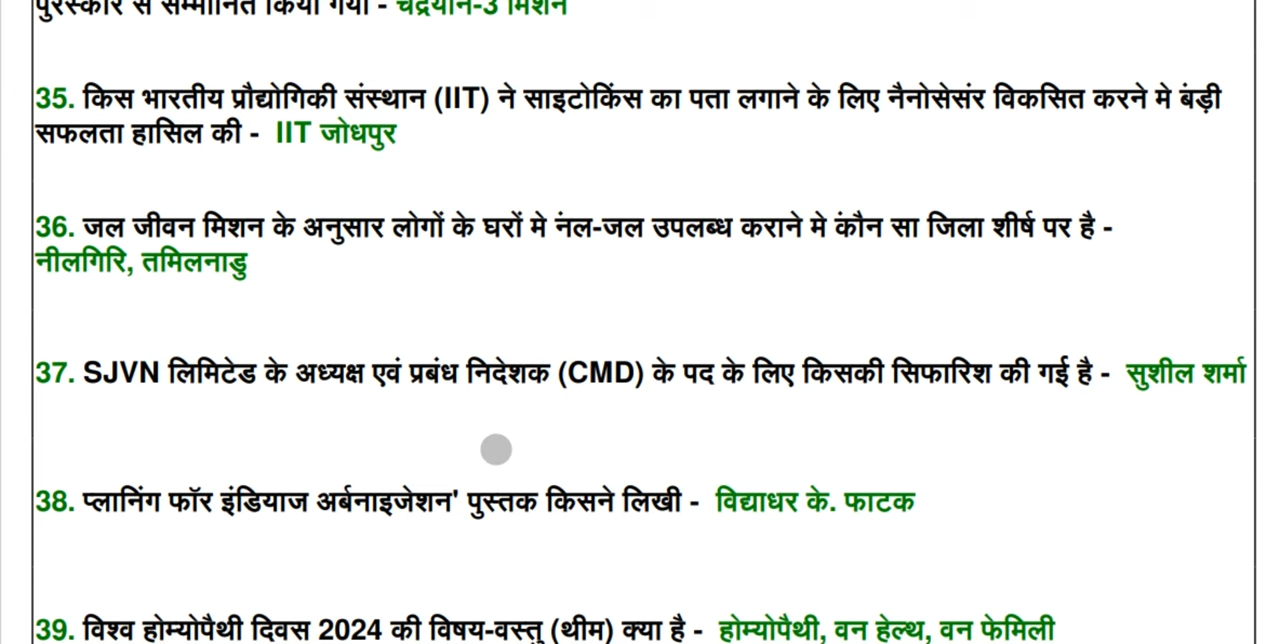 पुरस्कार से सम्मानित किया गया - चंद्रयान-3 मिशन
35. किस भारतीय प्रौद्योगिकी संस्थान (IIT) ने साइटोकिंस का पता लगाने के लिए नैनोसेसंर विकसित करने मे बंड़ी
सफलता हासिल की - IIT जोधपुर
36. जल जीवन मिशन के अनुसार लोगों के घरों मे नंल-जल उपलब्ध कराने मे कंौन सा जिला शीर्ष पर है -
नीलगिरि, तमिलनाडु
37. SJVN लिमिटेड के अध्यक्ष एवं प्रबंध निदेशक (CMD) के पद के लिए किसकी सिफारिश की गई है - सुशील शर्मा
38. प्लानिंग फॉर इंडियाज अर्बनाइजेशन' पुस्तक किसने लिखी - विद्याधर के. फाटक
39. विश्व होम्योपैथी दिवस 2024 की विषय-वस्तु (थीम) क्या है - होम्योपैथी, वन हेल्थ, वन फेमिली